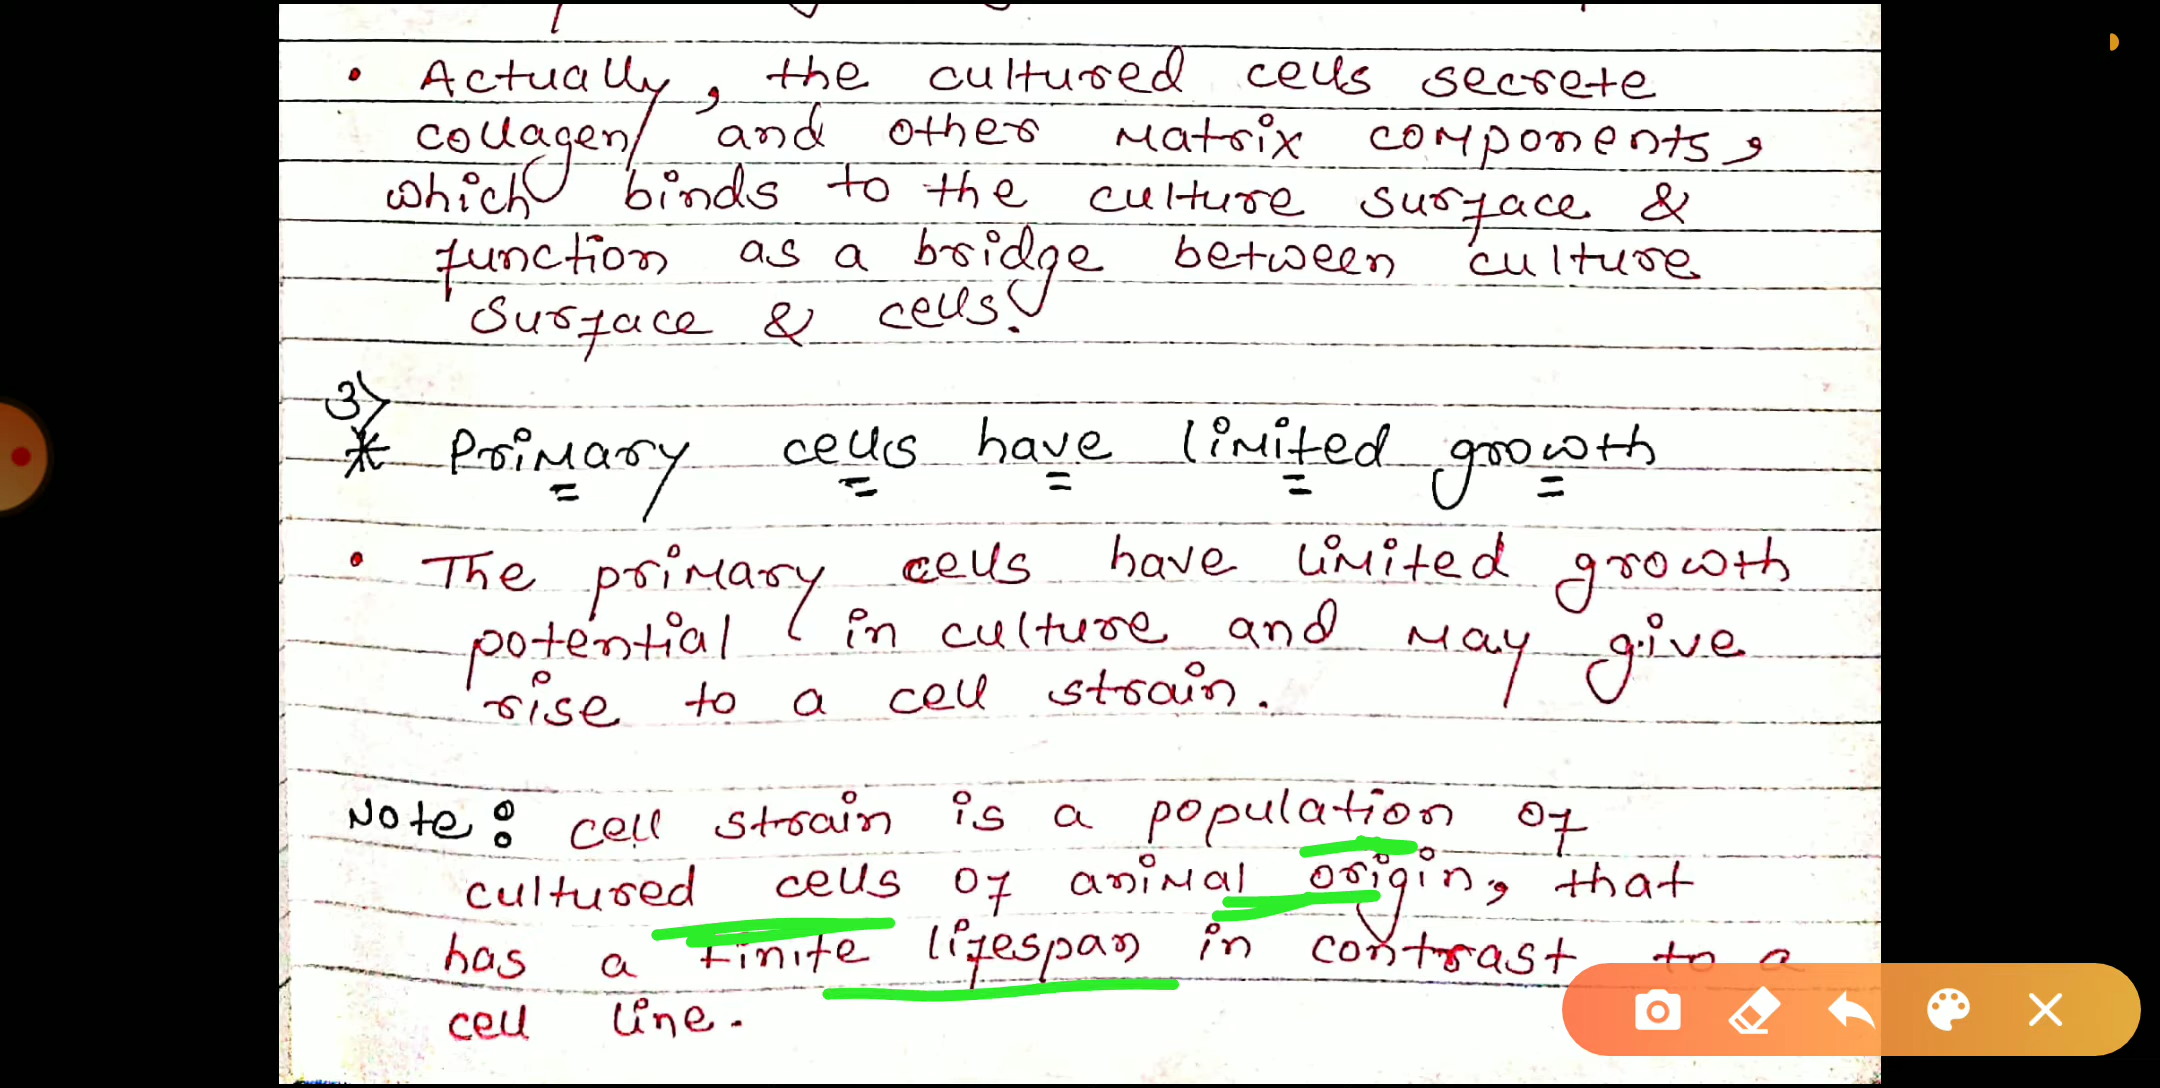 • Actually, the cultured cells secrete
collagen and other matrix components,
which binds to the culture surface &
function as a bridge between culture
surface & cells.
3)
* Primary cells have limited growth
• The primary cells have limited growth
potential in culture and may give
rise to a cell strain.
Note: cell strain is a population of
cultured cells of animal origin, that
has a finite lifespan in contrast to a
cell line.